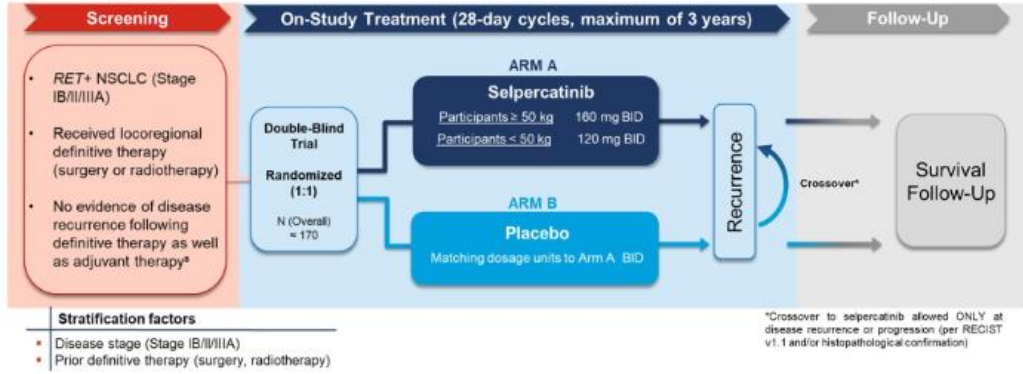 Screening
On-Study Treatment (28-day cycles, maximum of 3 years)
Follow-Up
• RET+ NSCLC (Stage
IB/II/IIIA)
• Received locoregional
definitive therapy
(surgery or radiotherapy)
• No evidence of disease
recurrence following
definitive therapy as well
as adjuvant therapyᵃ
Double-Blind
Trial
Randomized
(1:1)
N (Overall)
≈ 170
ARM A
Selpercatinib
Participants ≥ 50 kg 160 mg BID
Participants < 50 kg 120 mg BID
ARM B
Placebo
Matching dosage units to Arm A BID
Recurrence
Crossover*
Survival
Follow-Up
Stratification factors
▪ Disease stage (Stage IB/II/IIIA)
▪ Prior definitive therapy (surgery, radiotherapy)
*Crossover to selpercatinib allowed ONLY at
disease recurrence or progression (per RECIST
v1.1 and/or histopathological confirmation)